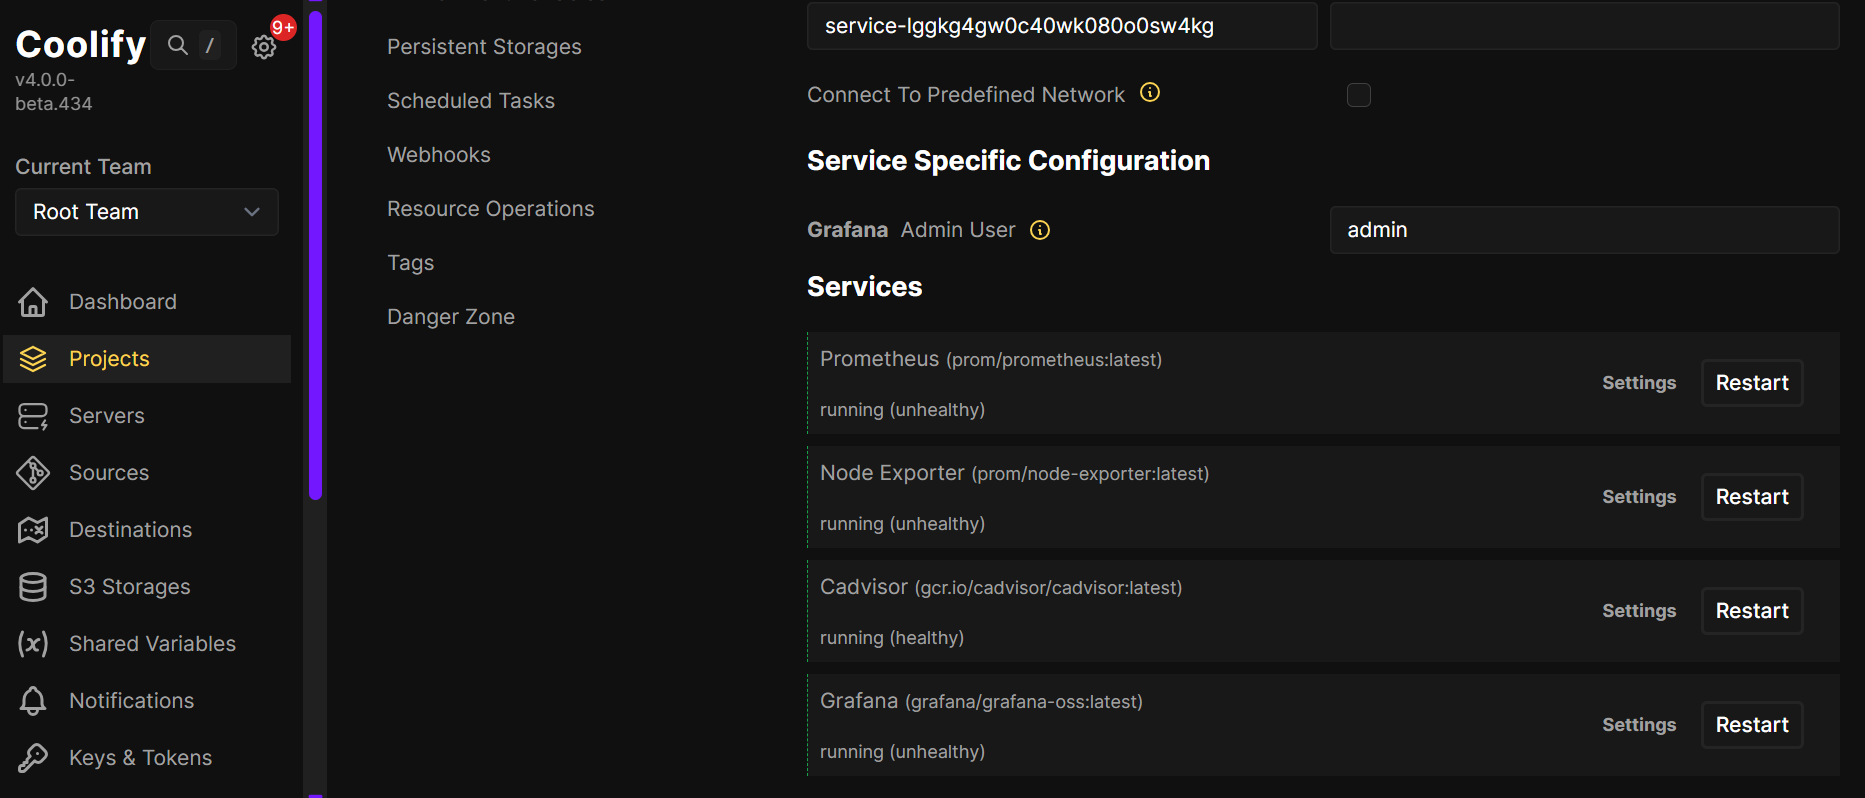 Coolify
/
9+
v4.0.0-
beta.434
Current Team
Root Team
Dashboard
Projects
Servers
Sources
Destinations
S3 Storages
Shared Variables
Notifications
Keys & Tokens
Persistent Storages
Scheduled Tasks
Webhooks
Resource Operations
Tags
Danger Zone
service-lggkg4gw0c40wk080o0sw4kg
Connect To Predefined Network
Service Specific Configuration
Grafana Admin User
admin
Services
Prometheus (prom/prometheus:latest)
running (unhealthy)
Settings Restart
Node Exporter (prom/node-exporter:latest)
running (unhealthy)
Settings Restart
Cadvisor (gcr.io/cadvisor/cadvisor:latest)
running (healthy)
Settings Restart
Grafana (grafana/grafana-oss:latest)
running (unhealthy)
Settings Restart